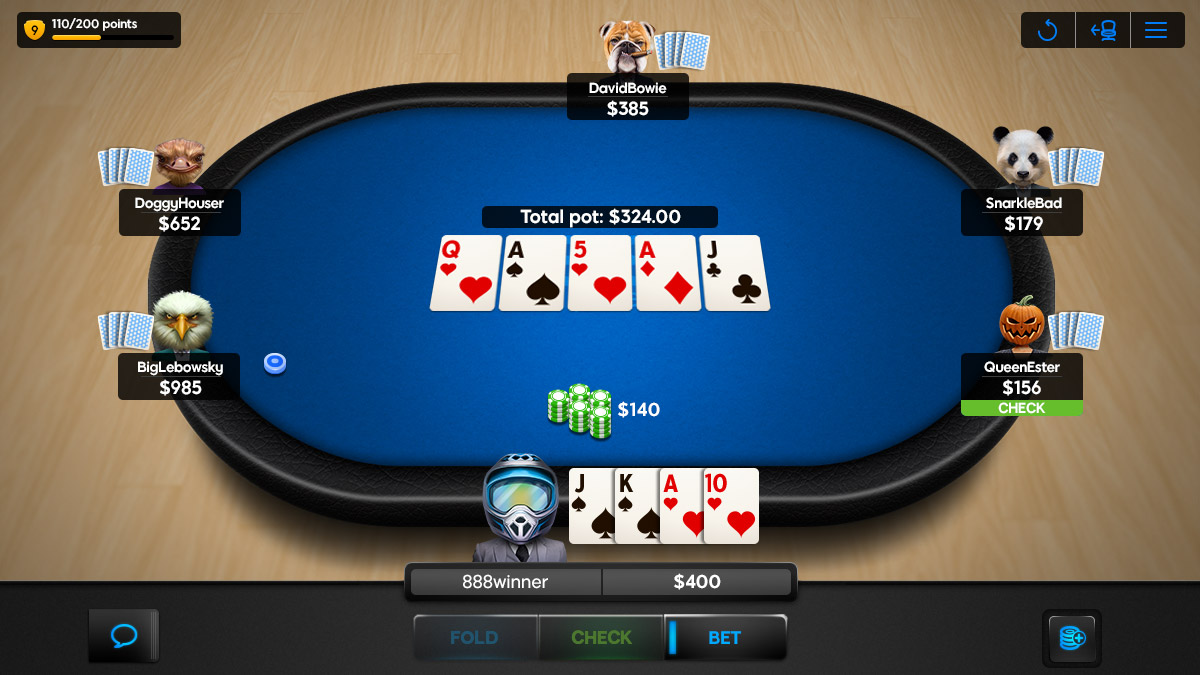 9
110/200 points
DavidBowie
$385
DoggyHouser
$652
SnarkleBad
$179
Total pot: $324.00
Q A 5 A J
BigLebowsky
$985
QueenEster
$156
CHECK
$140
J K A 10
888winner $400
FOLD CHECK BET